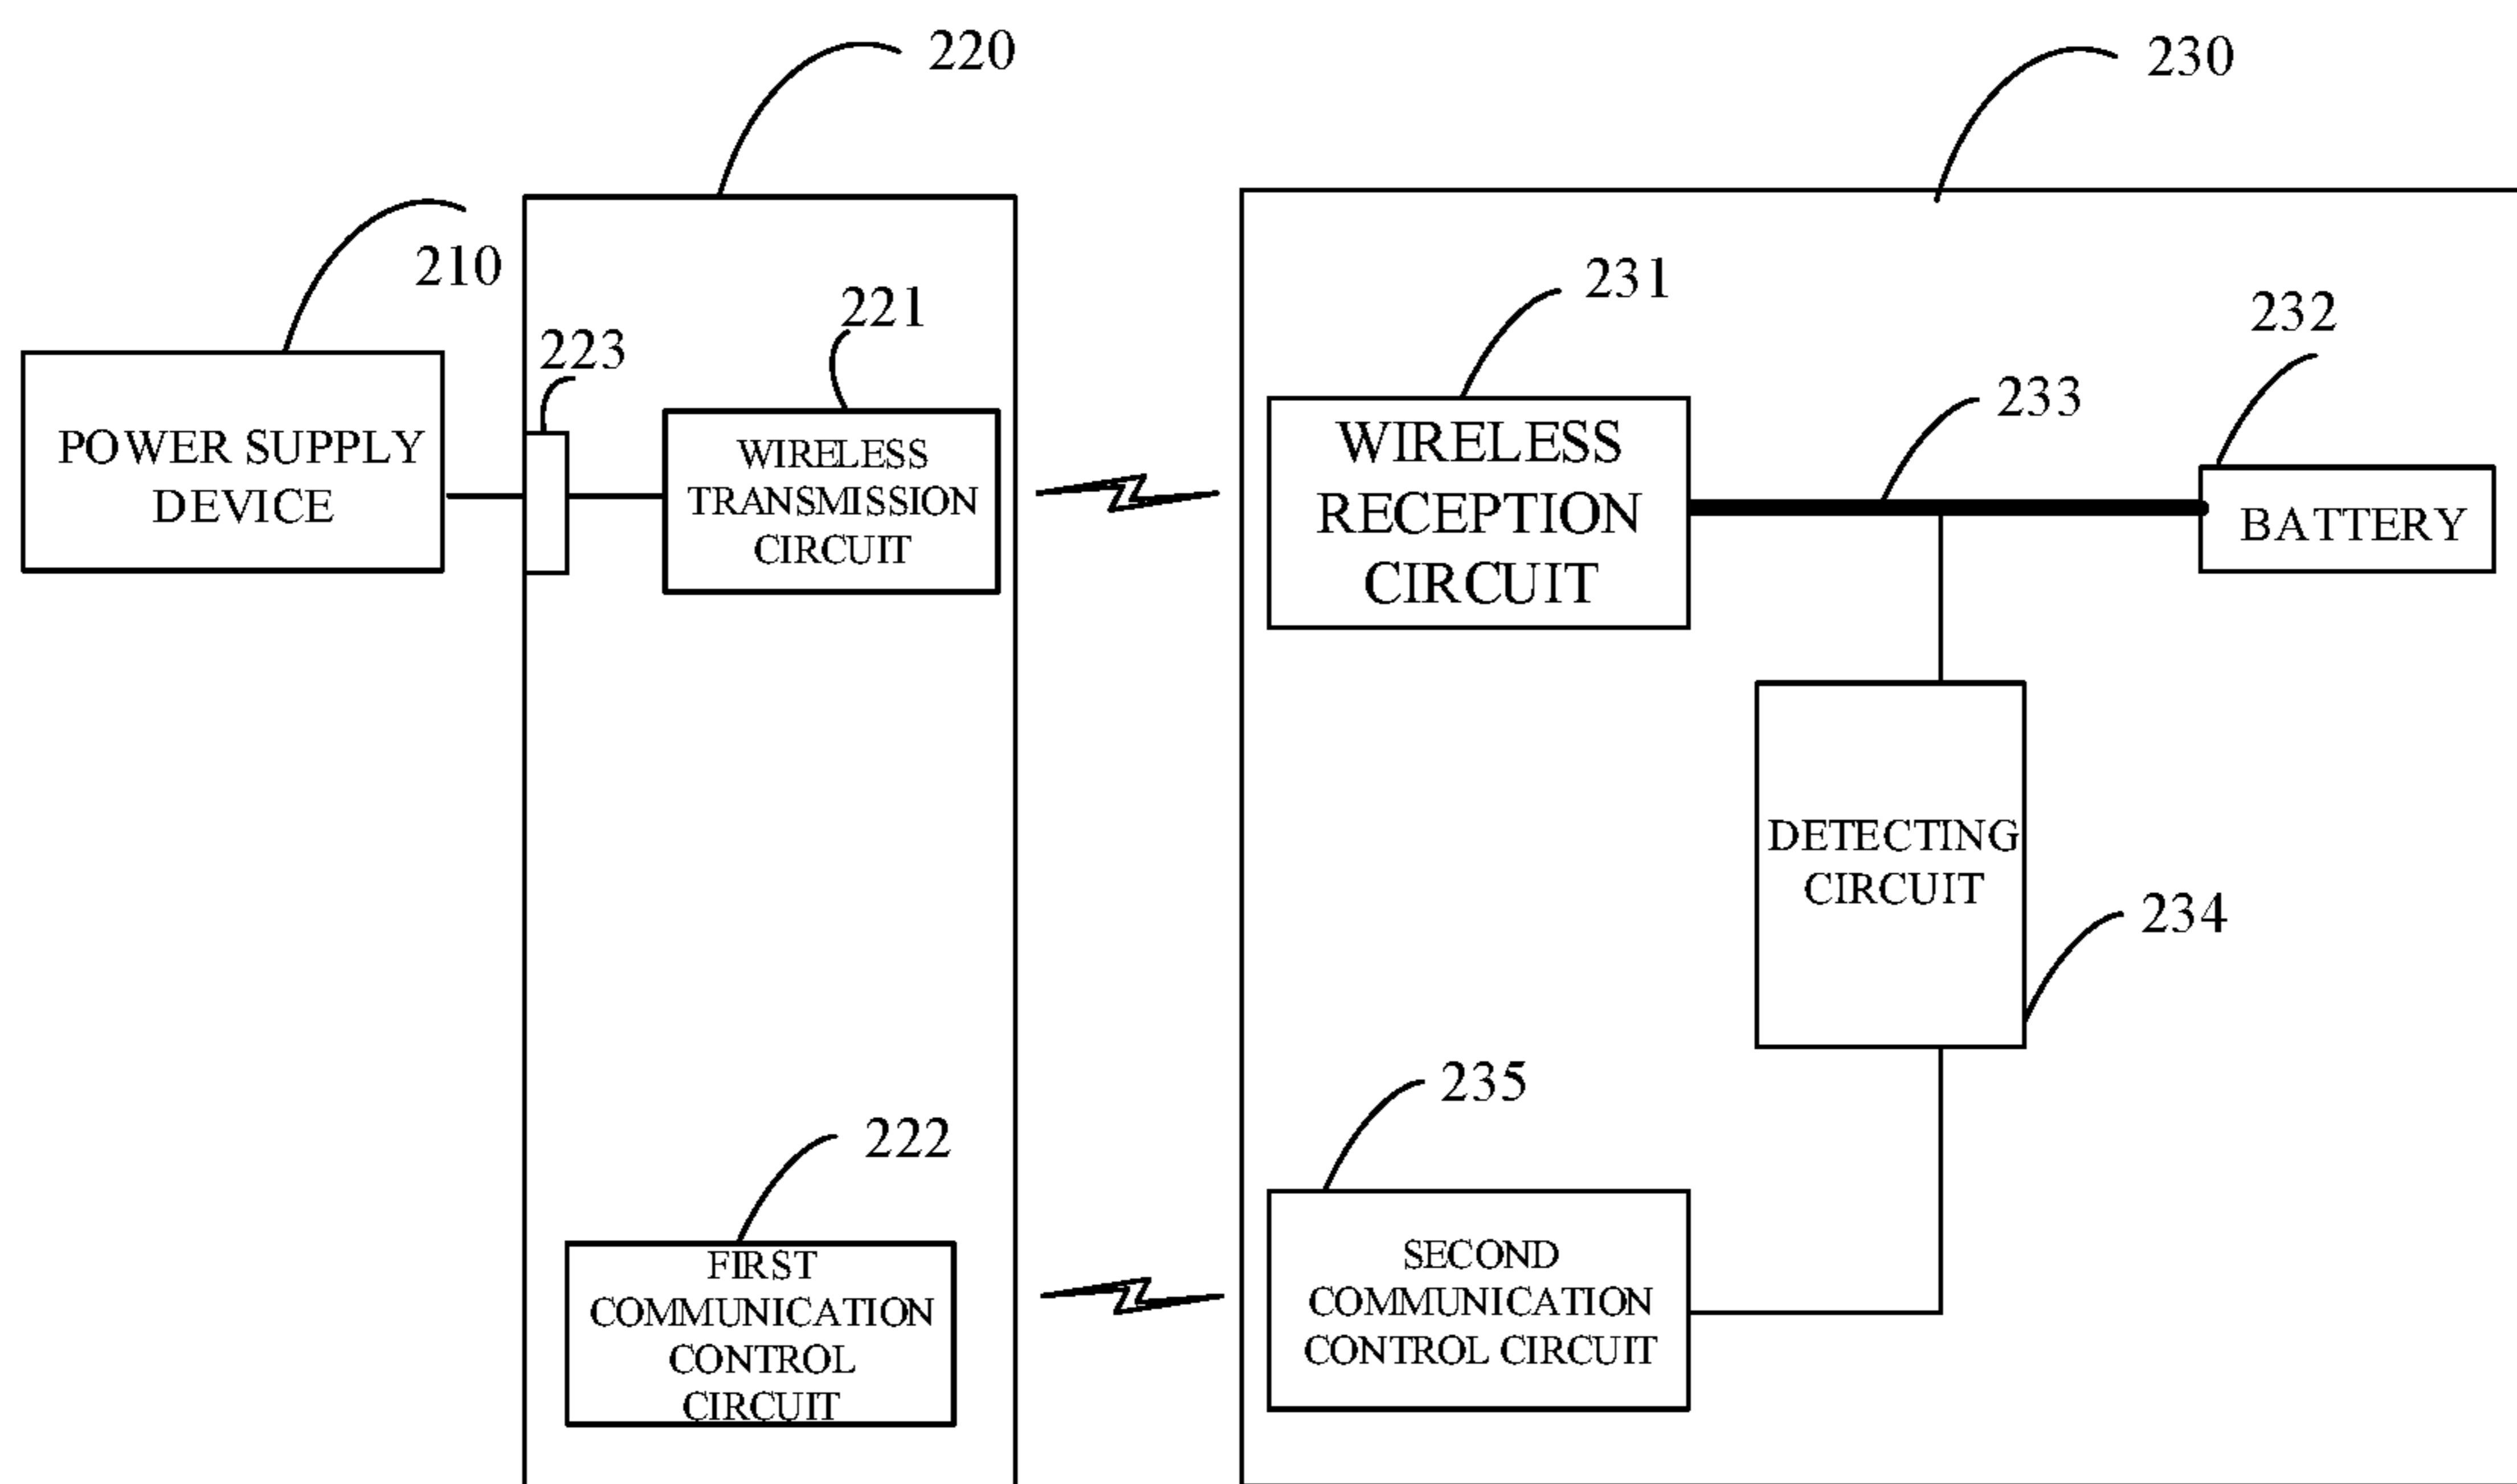 220
230
210
223
221
231
232
233
POWER SUPPLY
DEVICE
WIRELESS
TRANSMISSION
CIRCUIT
WIRELESS
RECEPTION
CIRCUIT
BATTERY
DETECTING
CIRCUIT
234
235
222
FIRST
COMMUNICATION
CONTROL
CIRCUIT
SECOND
COMMUNICATION
CONTROL CIRCUIT